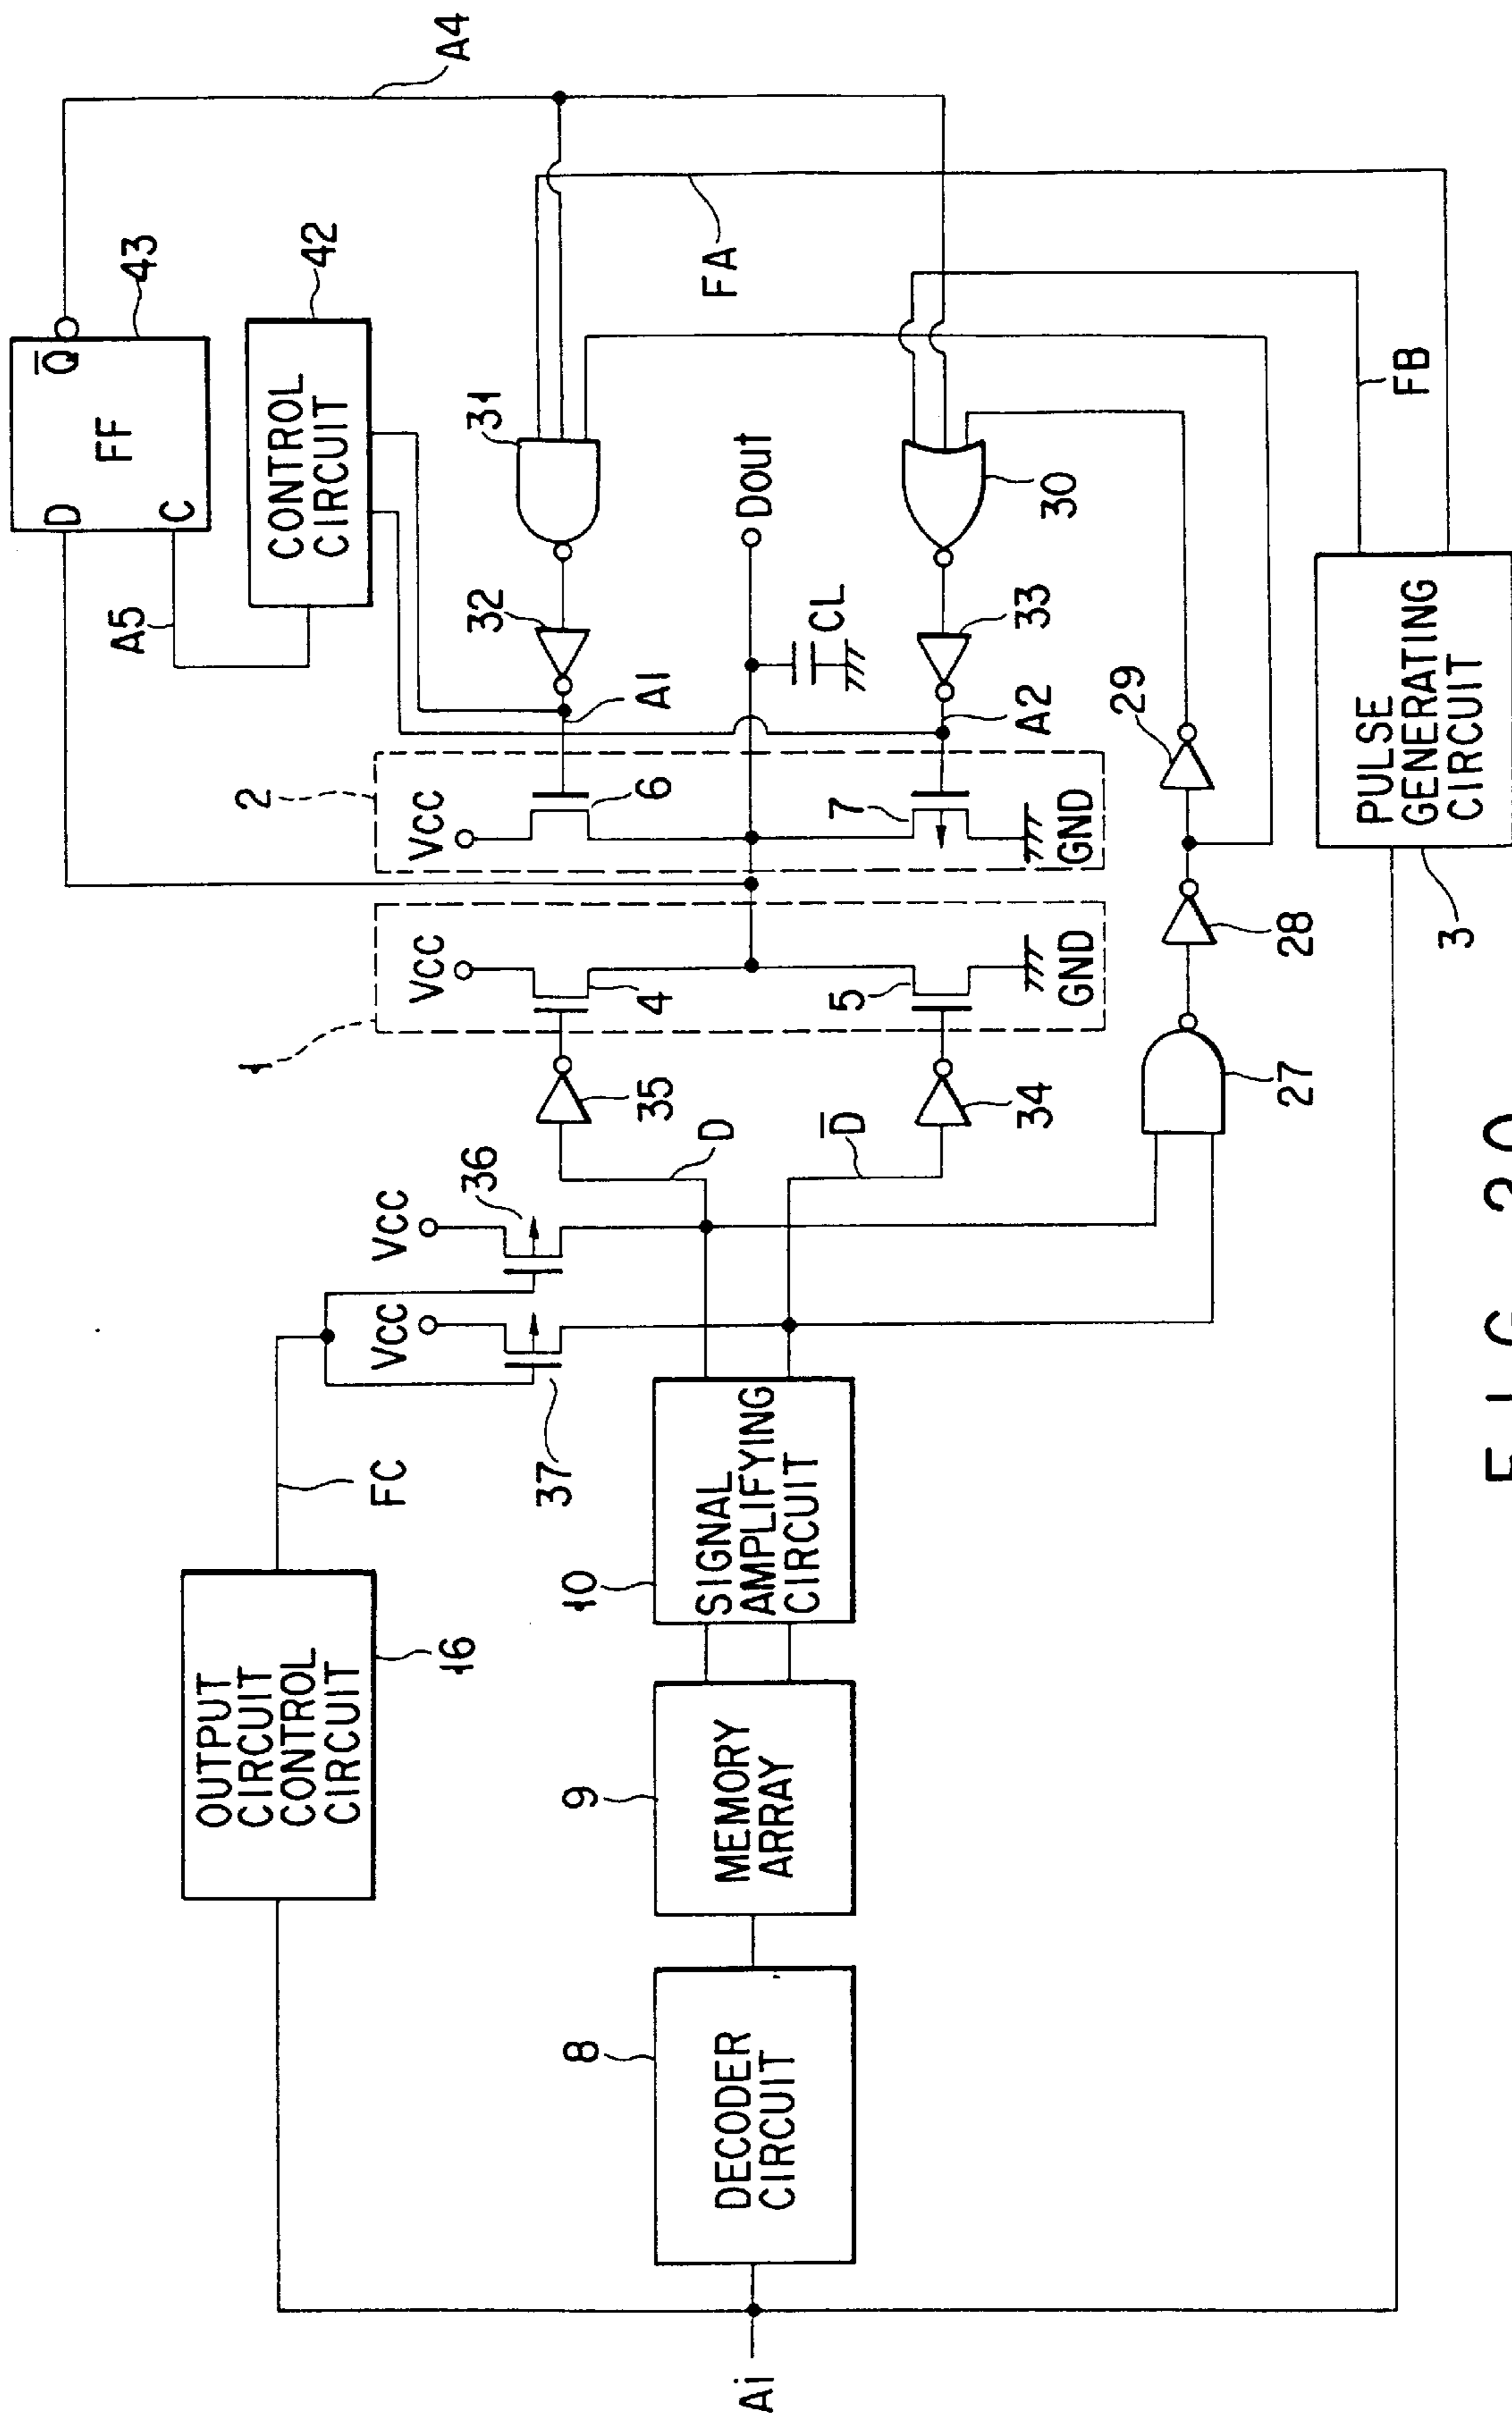 Ai
OUTPUT
CIRCUIT
CONTROL
CIRCUIT
16
FC
VCC
VCC
36
37
8
DECODER
CIRCUIT
9
MEMORY
ARRAY
10
SIGNAL
AMPLIFYING
CIRCUIT
D
D̅
35
34
1
VCC
4
5
GND
2
VCC
6
7
GND
A5
D
C
Q̅
FF
43
CONTROL
CIRCUIT
42
A1
A2
32
33
31
30
CL
Dout
A4
FA
FB
27
28
29
3
PULSE
GENERATING
CIRCUIT